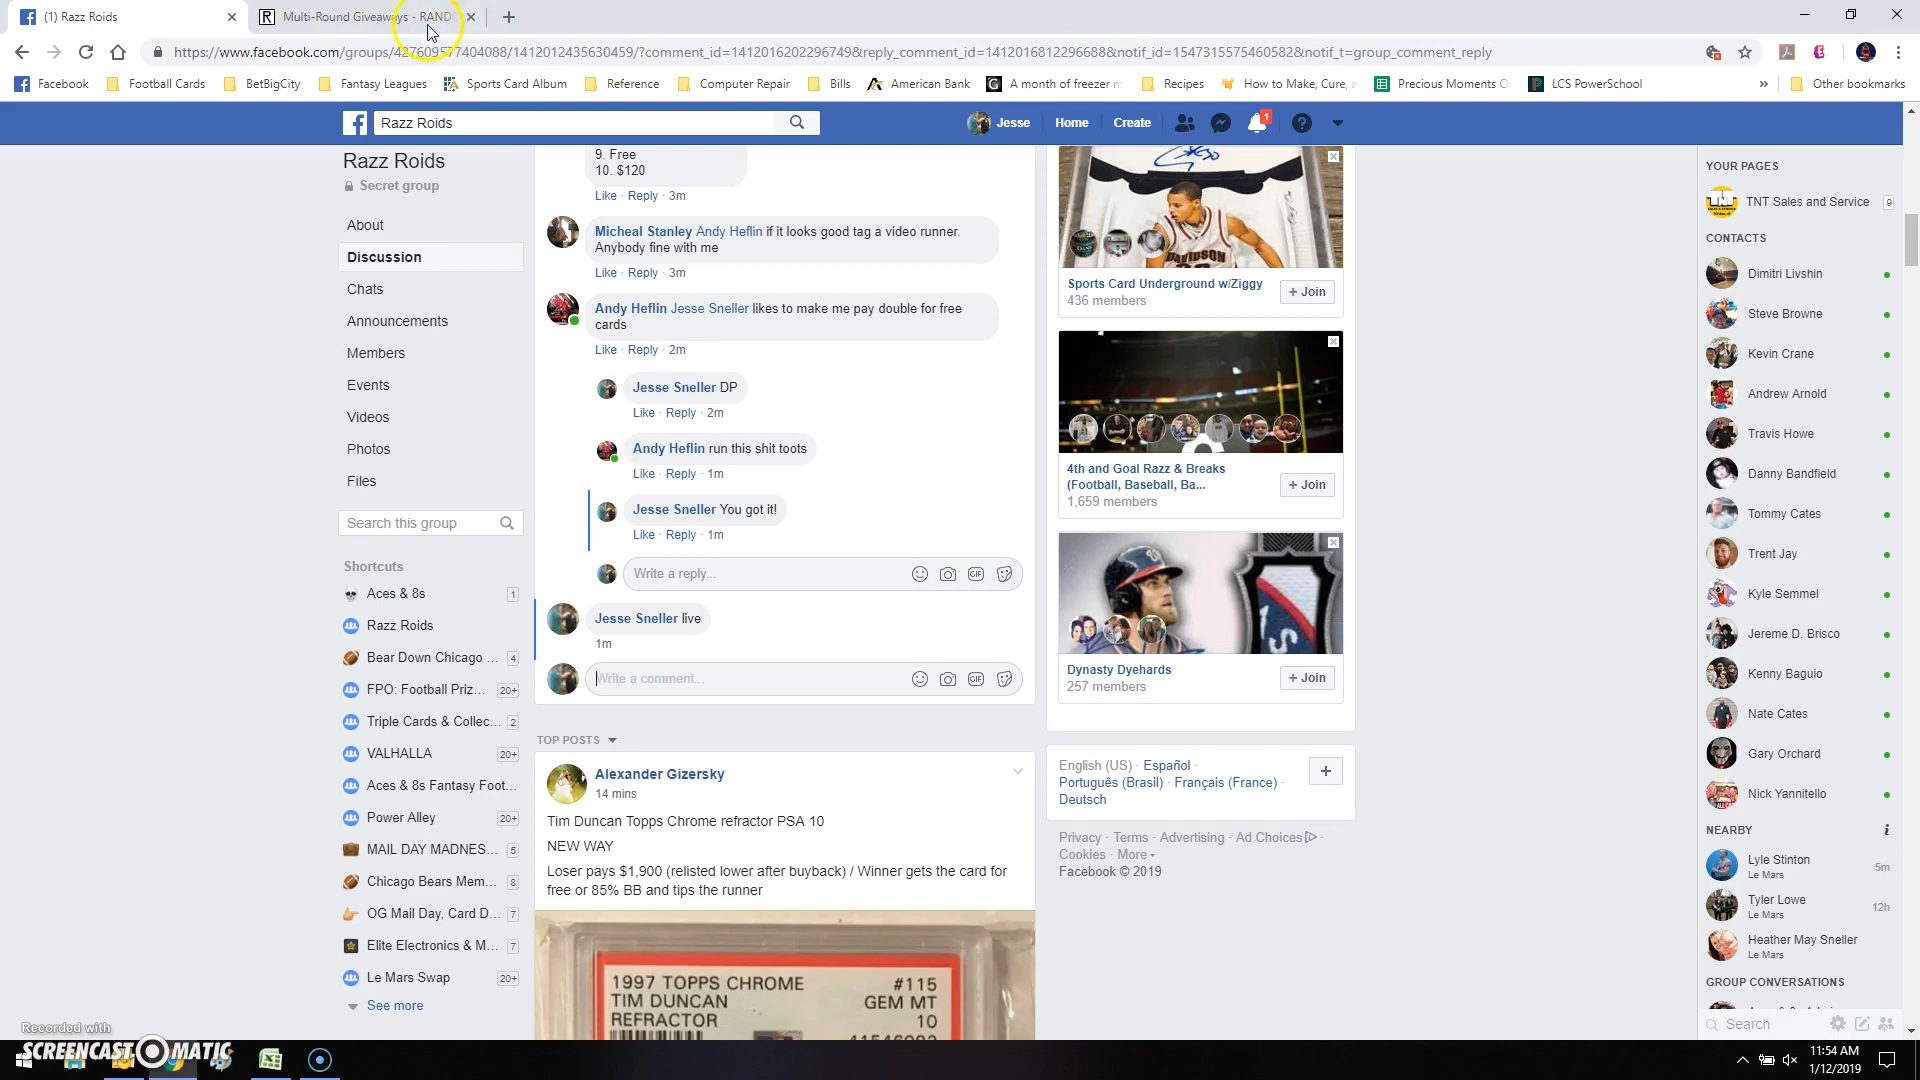 (1) Razz Roids
Multi-Round Giveaways - RAND
https://www.facebook.com/groups/427609577404088/1412012435630459/?comment_id=1412016202296749&reply_comment_id=1412016812296688&notif_id=1547315575460582&notif_t=group_comment_reply
Facebook Football Cards BetBigCity Fantasy Leagues Sports Card Album Reference Computer Repair Bills American Bank A month of freezer m Recipes How to Make, Cure, a Precious Moments O LCS PowerSchool » Other bookmarks
Razz Roids
Jesse Home Create 1
Razz Roids
Secret group
About
Discussion
Chats
Announcements
Members
Events
Videos
Photos
Files
Search this group
Shortcuts
Aces & 8s 1
Razz Roids
Bear Down Chicago ... 4
FPO: Football Priz... 20+
Triple Cards & Collec... 2
VALHALLA 20+
Aces & 8s Fantasy Foot...
Power Alley 20+
MAIL DAY MADNES... 5
Chicago Bears Mem... 8
OG Mail Day, Card D... 7
Elite Electronics & M... 7
Le Mars Swap 20+
See more
9. Free
10. $120
Like · Reply · 3m
Micheal Stanley Andy Heflin if it looks good tag a video runner.
Anybody fine with me
Like · Reply · 3m
Andy Heflin Jesse Sneller likes to make me pay double for free
cards
Like · Reply · 2m
Jesse Sneller DP
Like · Reply · 2m
Andy Heflin run this shit toots
Like · Reply · 1m
Jesse Sneller You got it!
Like · Reply · 1m
Write a reply...
GIF
Jesse Sneller live
1m
Write a comment...
GIF
TOP POSTS
Alexander Gizersky
14 mins
Tim Duncan Topps Chrome refractor PSA 10
NEW WAY
Loser pays $1,900 (relisted lower after buyback) / Winner gets the card for
free or 85% BB and tips the runner
1997 TOPPS CHROME #115
TIM DUNCAN GEM MT
REFRACTOR 10
DAVIDSON
Sports Card Underground w/Ziggy
436 members
+ Join
4th and Goal Razz & Breaks
(Football, Baseball, Ba...
1,659 members
+ Join
Dynasty Dyehards
257 members
+ Join
English (US) · Español ·
Português (Brasil) · Français (France) ·
Deutsch
+
Privacy · Terms · Advertising · Ad Choices ·
Cookies · More
Facebook © 2019
YOUR PAGES
TNT Sales and Service 9
CONTACTS
Dimitri Livshin
Steve Browne
Kevin Crane
Andrew Arnold
Travis Howe
Danny Bandfield
Tommy Cates
Trent Jay
Kyle Semmel
Jereme D. Brisco
Kenny Baguio
Nate Cates
Gary Orchard
Nick Yannitello
NEARBY
Lyle Stinton
Le Mars
5m
Tyler Lowe
Le Mars
12h
Heather May Sneller
Le Mars
GROUP CONVERSATIONS
Search
Recorded with
SCREENCAST-O-MATIC
11:54 AM
1/12/2019